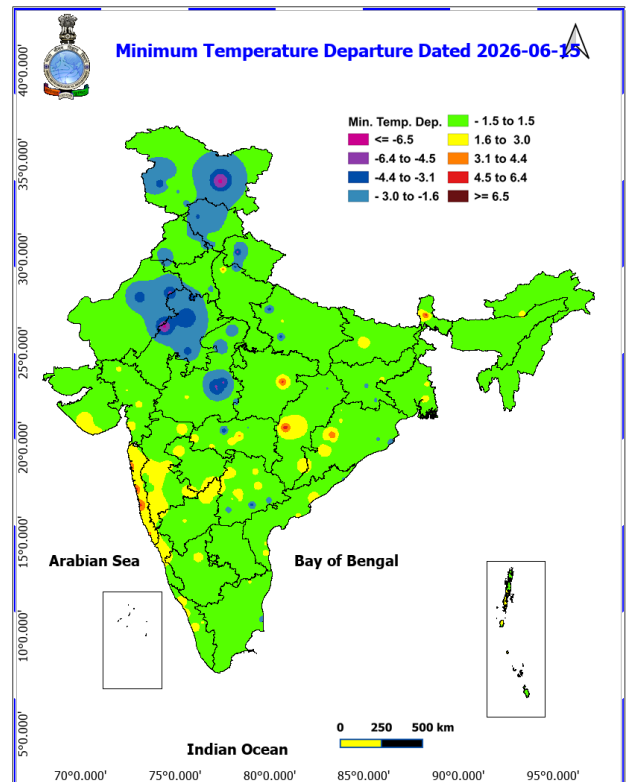 Minimum Temperature Departure Dated 2026-06-15
Min. Temp. Dep.
<= -6.5
-6.4 to -4.5
-4.4 to -3.1
- 3.0 to -1.6
- 1.5 to 1.5
1.6 to 3.0
3.1 to 4.4
4.5 to 6.4
>= 6.5
40°0.000'
35°0.000'
30°0.000'
25°0.000'
20°0.000'
15°0.000'
10°0.000'
5°0.000'
Arabian Sea
Bay of Bengal
Indian Ocean
0 250 500 km
70°0.000' 75°0.000' 80°0.000' 85°0.000' 90°0.000' 95°0.000'